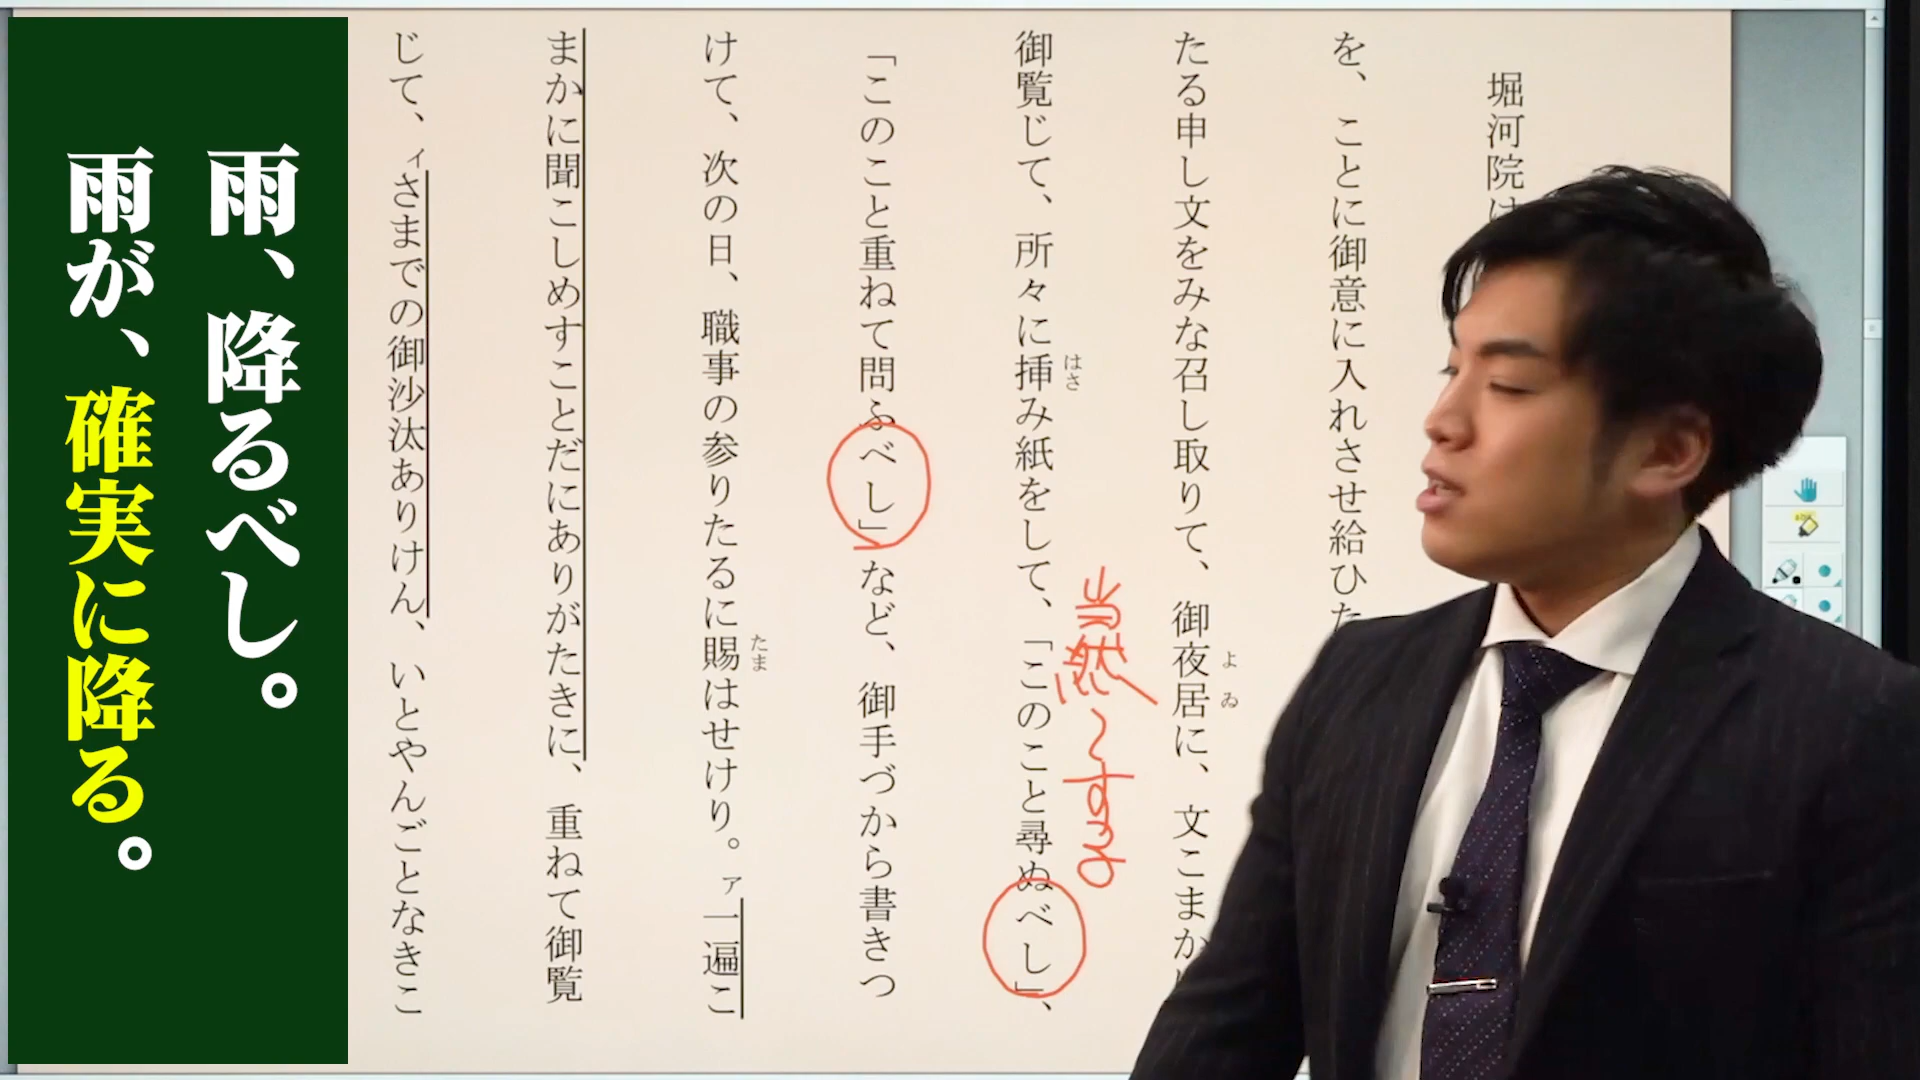 堀河院は
を、ことに御意に入れさせ給ひた
たる申し文をみな召し取りて、御夜居に、文こまか
よゐ
御覧じて、所々に挿み紙をして、「このこと尋ぬべし」、
はさ
当然〜する
「このこと重ねて問ふべし」など、御手づから書きつ
けて、次の日、職事の参りたるに賜はせけり。ア一遍こ
たま
まかに聞こしめすことだにありがたきに、重ねて御覧
じて、イさまでの御沙汰ありけん、いとやんごとなきこ
雨、降るべし。
雨が、確実に降る。